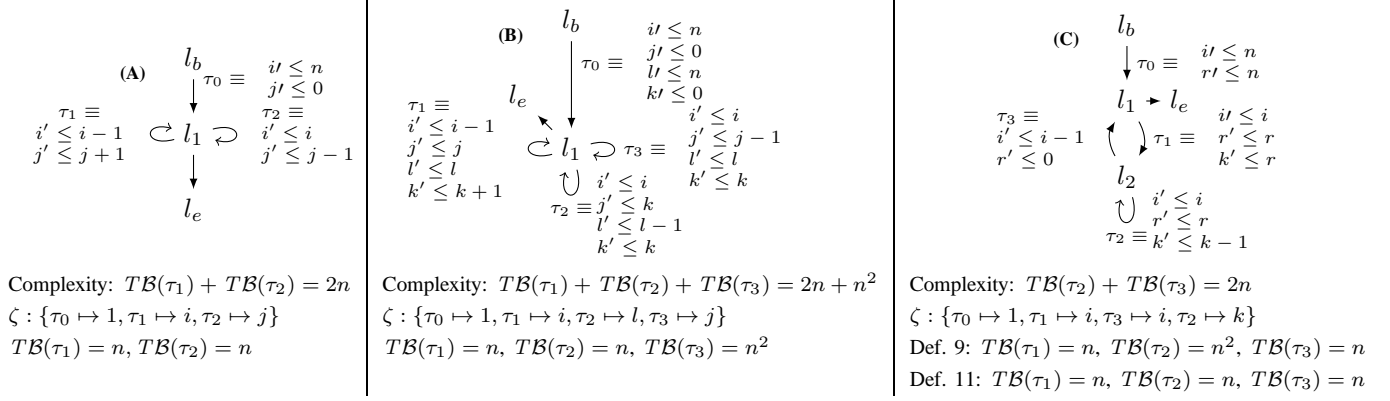 (A)
l_b
τ_0 ≡
i′ ≤ n
j′ ≤ 0
τ_1 ≡
i′ ≤ i − 1
j′ ≤ j + 1
l_1
τ_2 ≡
i′ ≤ i
j′ ≤ j − 1
l_e
Complexity: TB(τ_1) + TB(τ_2) = 2n
ζ : {τ_0 ↦ 1, τ_1 ↦ i, τ_2 ↦ j}
TB(τ_1) = n, TB(τ_2) = n
(B)
l_b
τ_0 ≡
i′ ≤ n
j′ ≤ 0
l′ ≤ n
k′ ≤ 0
l_e
τ_1 ≡
i′ ≤ i − 1
j′ ≤ j
l′ ≤ l
k′ ≤ k + 1
l_1
τ_3 ≡
i′ ≤ i
j′ ≤ j − 1
l′ ≤ l
k′ ≤ k
τ_2 ≡
i′ ≤ i
j′ ≤ k
l′ ≤ l − 1
k′ ≤ k
Complexity: TB(τ_1) + TB(τ_2) + TB(τ_3) = 2n + n²
ζ : {τ_0 ↦ 1, τ_1 ↦ i, τ_2 ↦ l, τ_3 ↦ j}
TB(τ_1) = n, TB(τ_2) = n, TB(τ_3) = n²
(C)
l_b
τ_0 ≡
i′ ≤ n
r′ ≤ n
l_1
l_e
τ_3 ≡
i′ ≤ i − 1
r′ ≤ 0
τ_1 ≡
i′ ≤ i
r′ ≤ r
k′ ≤ r
l_2
τ_2 ≡
i′ ≤ i
r′ ≤ r
k′ ≤ k − 1
Complexity: TB(τ_2) + TB(τ_3) = 2n
ζ : {τ_0 ↦ 1, τ_1 ↦ i, τ_3 ↦ i, τ_2 ↦ k}
Def. 9: TB(τ_1) = n, TB(τ_2) = n², TB(τ_3) = n
Def. 11: TB(τ_1) = n, TB(τ_2) = n, TB(τ_3) = n